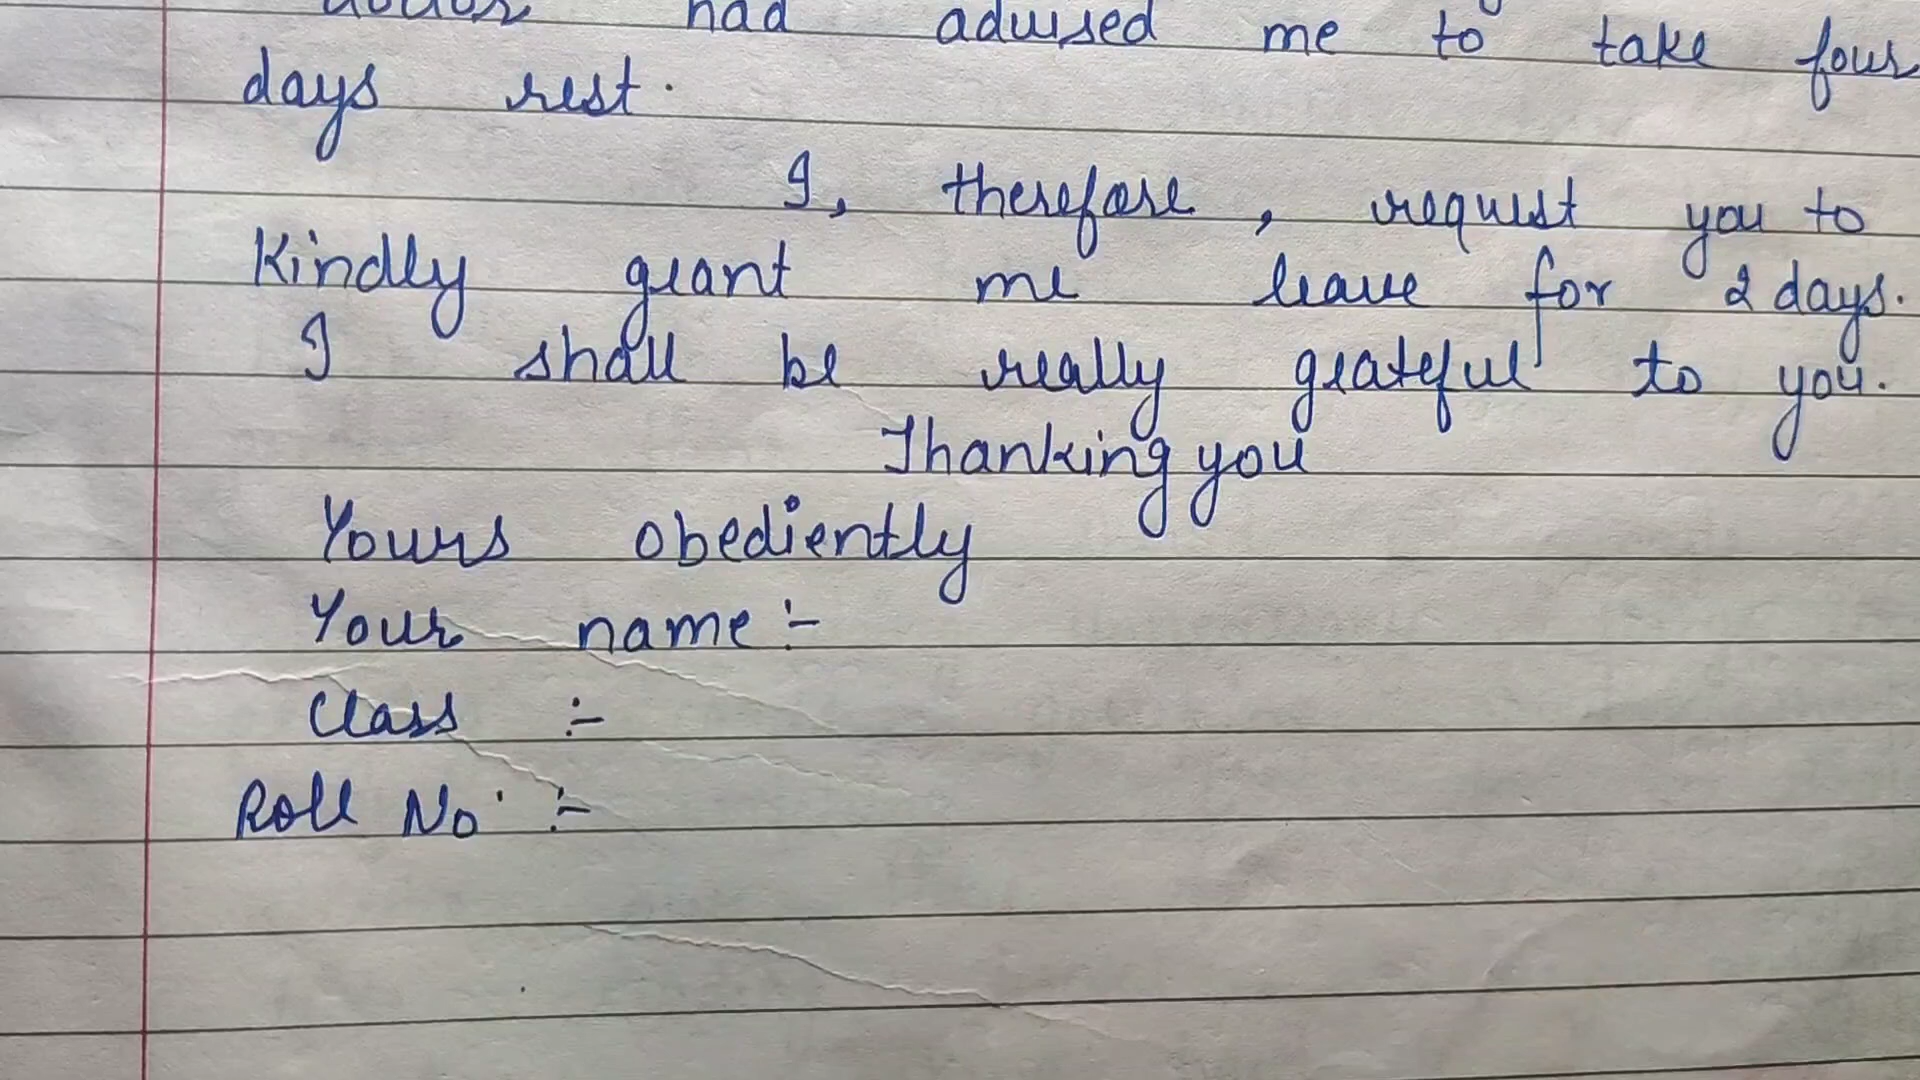 doctor had advised me to take four
days rest.
I, therefore, request you to
Kindly grant me leave for 2 days.
I shall be really grateful to you.
Thanking you
Yours obediently
Your name :-
Class :-
Roll No. :-